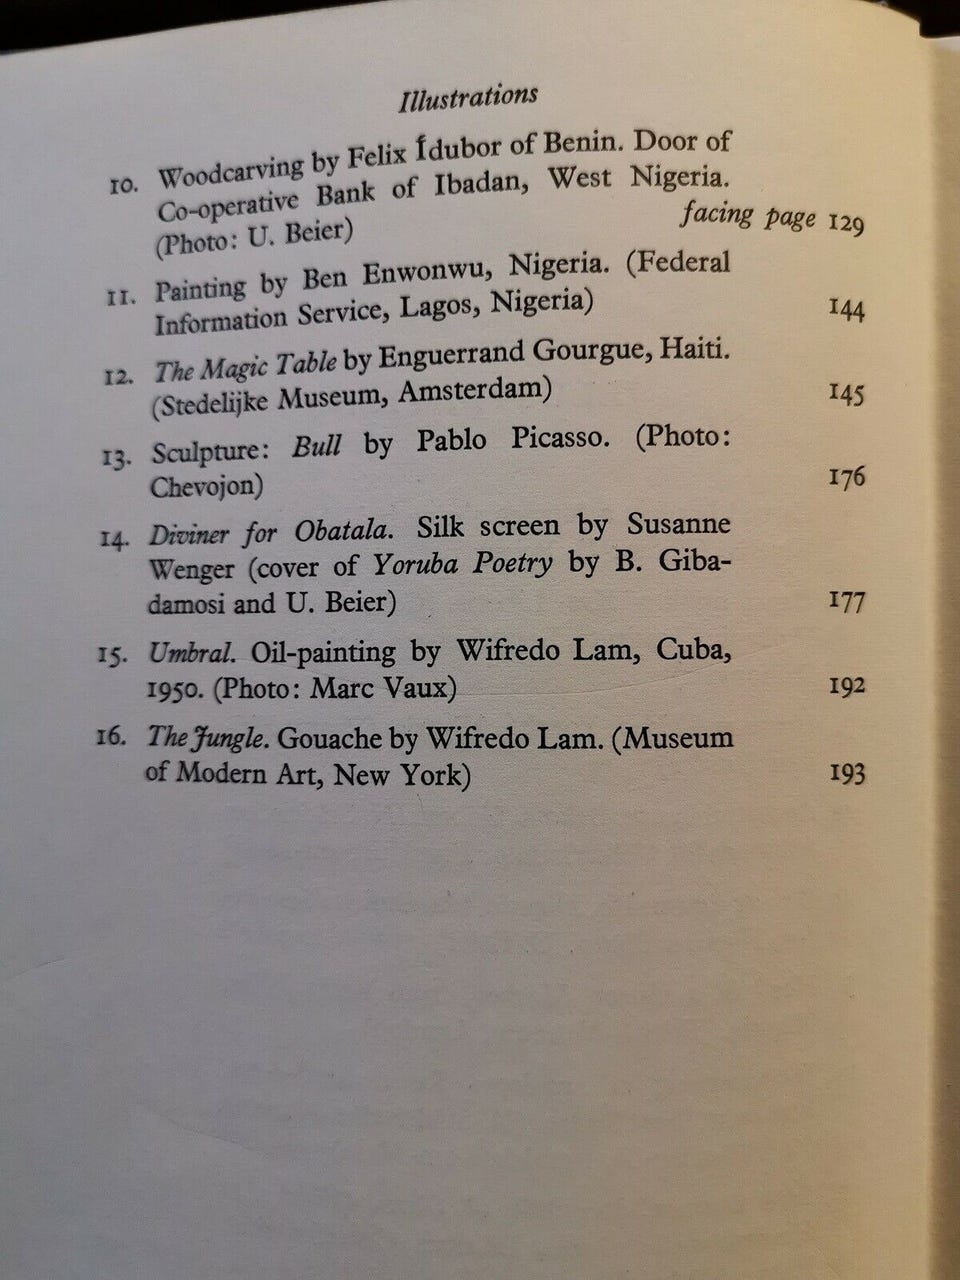 Illustrations
10. Woodcarving by Felix Ídubor of Benin. Door of
Co-operative Bank of Ibadan, West Nigeria.
(Photo: U. Beier) facing page 129
11. Painting by Ben Enwonwu, Nigeria. (Federal
Information Service, Lagos, Nigeria) 144
12. The Magic Table by Enguerrand Gourgue, Haiti.
(Stedelijke Museum, Amsterdam) 145
13. Sculpture: Bull by Pablo Picasso. (Photo:
Chevojon) 176
14. Diviner for Obatala. Silk screen by Susanne
Wenger (cover of Yoruba Poetry by B. Giba-
damosi and U. Beier) 177
15. Umbral. Oil-painting by Wifredo Lam, Cuba,
1950. (Photo: Marc Vaux) 192
16. The Jungle. Gouache by Wifredo Lam. (Museum
of Modern Art, New York) 193